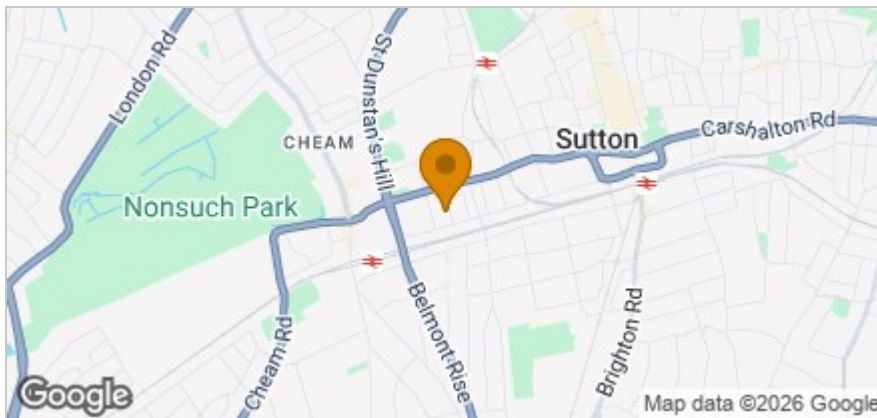 London Rd
St Dunstan's Hill
CHEAM
Sutton
Carshalton Rd
Nonsuch Park
Belmont Rise
Cheam Rd
Brighton Rd
Google
Map data ©2026 Google